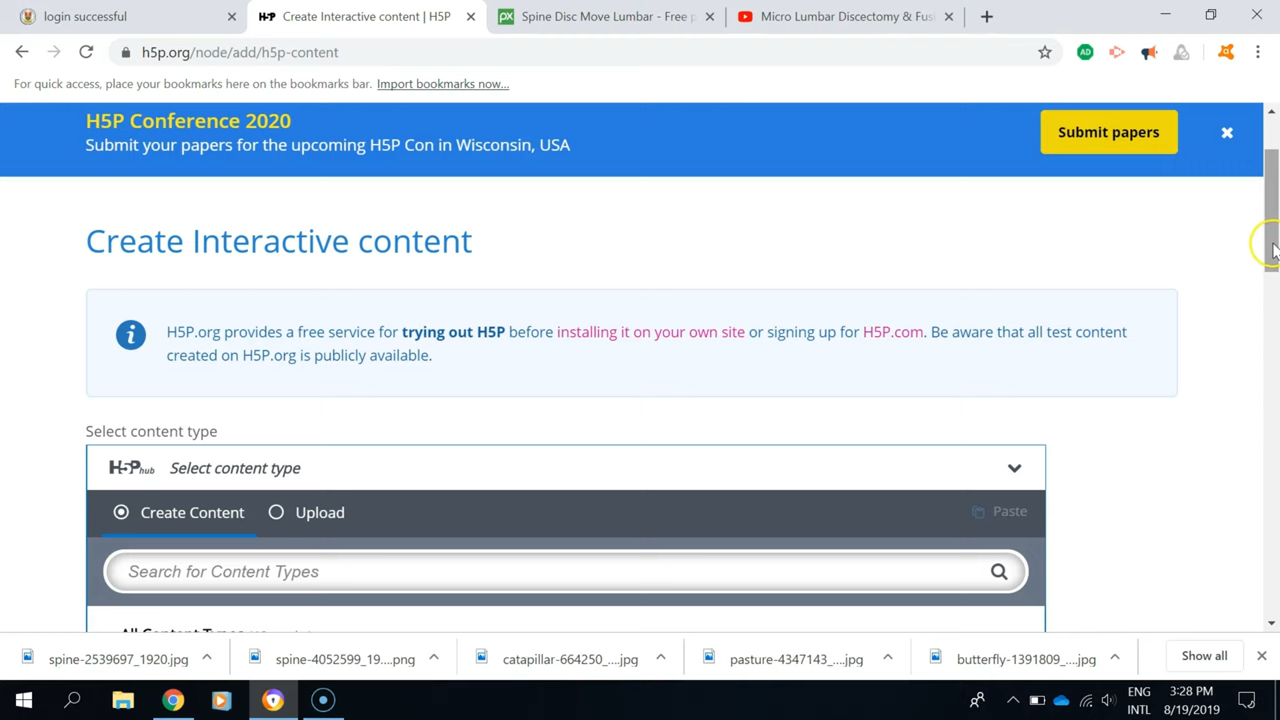 login successful
Create Interactive content | H5P
Spine Disc Move Lumbar - Free p
Micro Lumbar Discectomy & Fus
h5p.org/node/add/h5p-content
For quick access, place your bookmarks here on the bookmarks bar. Import bookmarks now...
H5P Conference 2020
Submit your papers for the upcoming H5P Con in Wisconsin, USA
Submit papers
Create Interactive content
H5P.org provides a free service for trying out H5P before installing it on your own site or signing up for H5P.com. Be aware that all test content
created on H5P.org is publicly available.
Select content type
H5P hub Select content type
Create Content Upload Paste
Search for Content Types
All Content Types
spine-2539697_1920.jpg
spine-4052599_19....png
catapillar-664250_....jpg
pasture-4347143_....jpg
butterfly-1391809_....jpg
Show all
ENG
INTL
3:28 PM
8/19/2019